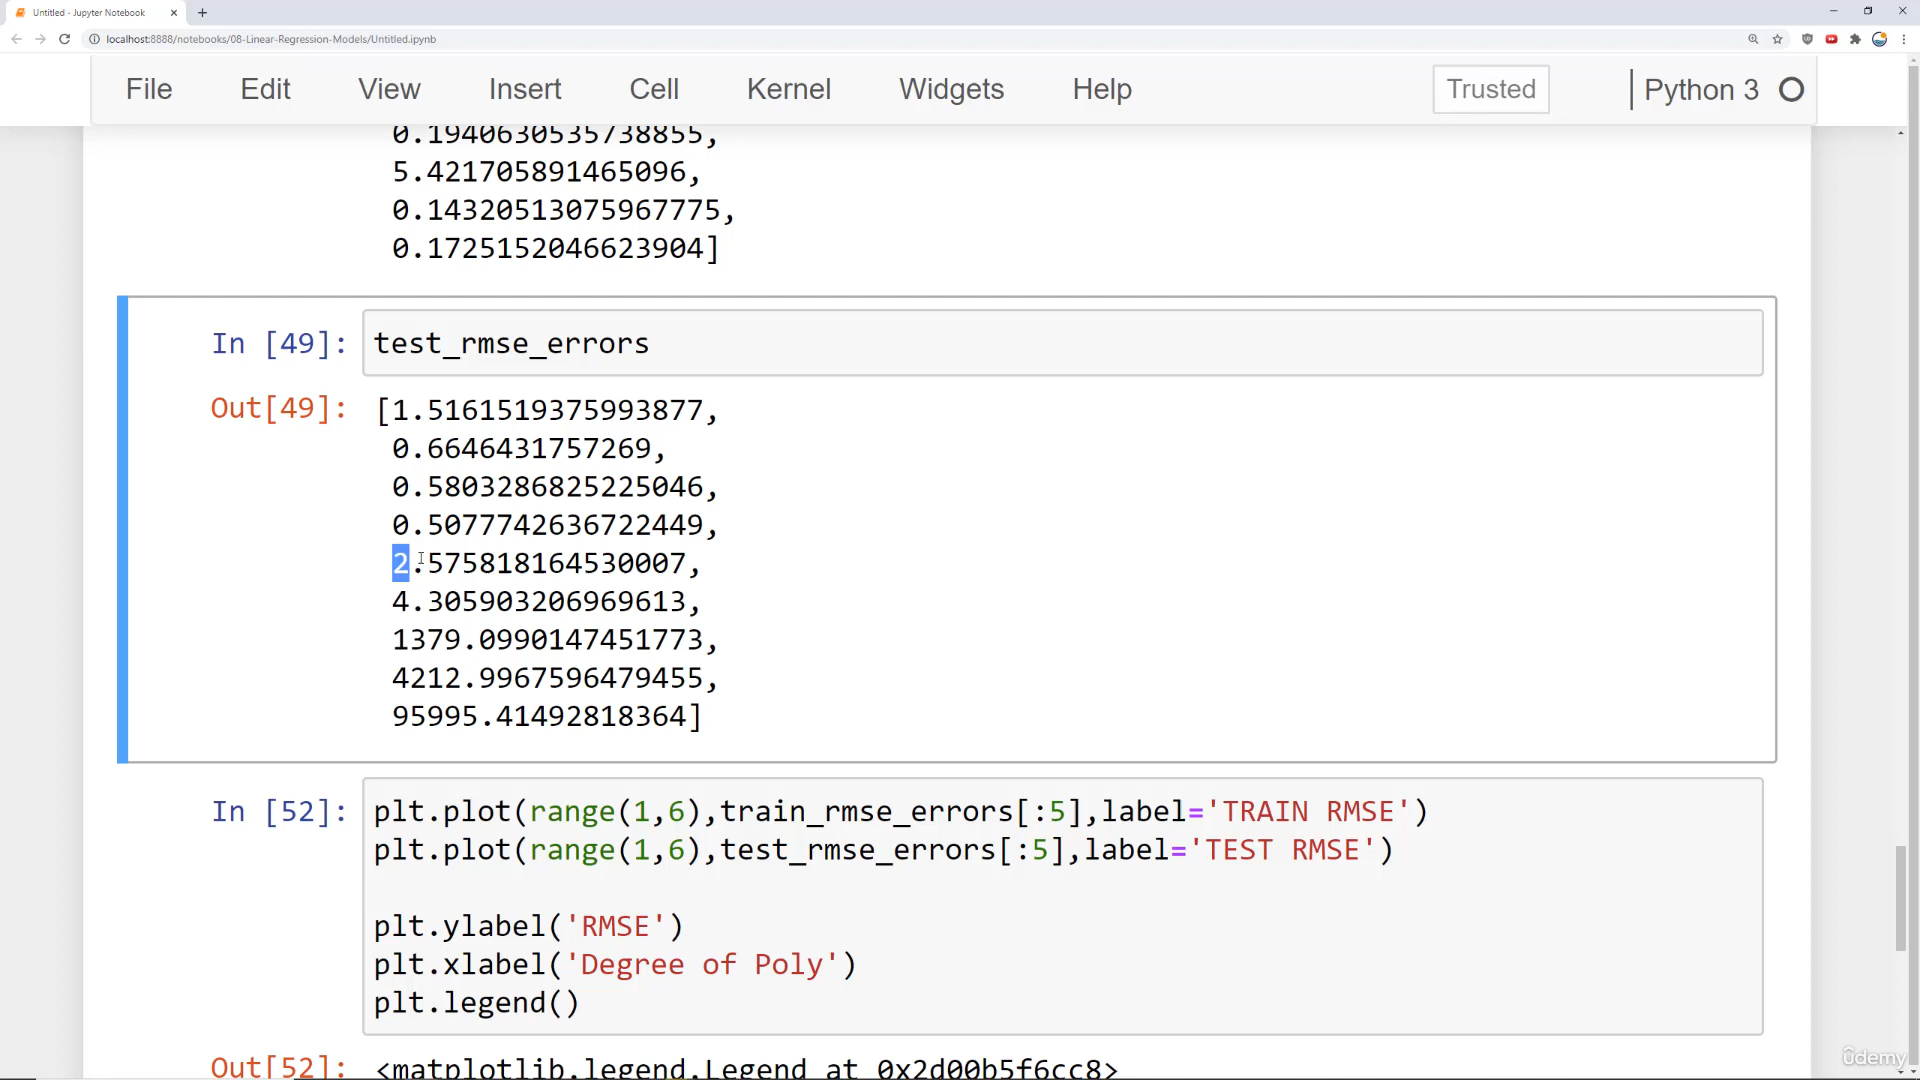 Untitled - Jupyter Notebook
localhost:8888/notebooks/08-Linear-Regression-Models/Untitled.ipynb
File Edit View Insert Cell Kernel Widgets Help Trusted Python 3
0.1940630535738855,
5.421705891465096,
0.14320513075967775,
0.1725152046623904]
In [49]: test_rmse_errors
Out[49]: [1.5161519375993877,
0.6646431757269,
0.5803286825225046,
0.5077742636722449,
2.575818164530007,
4.305903206969613,
1379.0990147451773,
4212.9967596479455,
95995.41492818364]
In [52]: plt.plot(range(1,6),train_rmse_errors[:5],label='TRAIN RMSE')
plt.plot(range(1,6),test_rmse_errors[:5],label='TEST RMSE')
plt.ylabel('RMSE')
plt.xlabel('Degree of Poly')
plt.legend()
Out[52]: <matplotlib.legend.Legend at 0x2d00b5f6cc8>
ûdemy